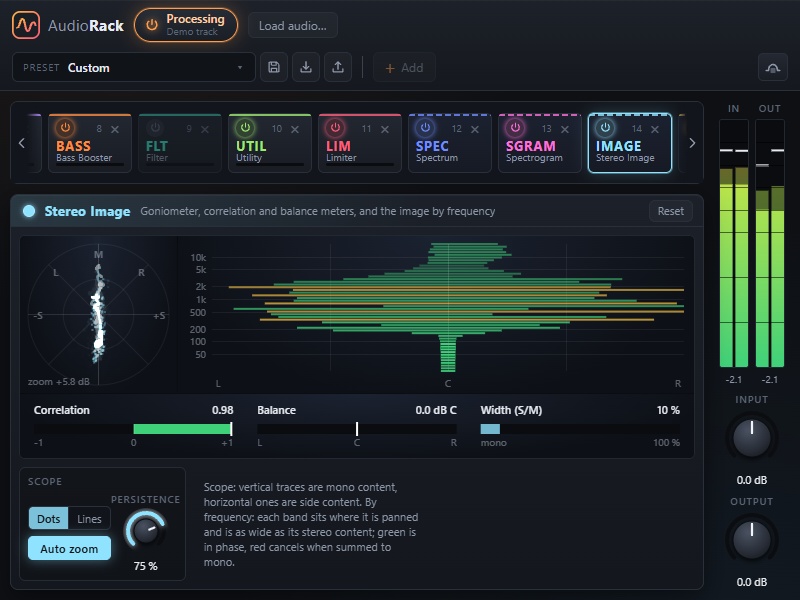 AudioRack
Processing
Demo track
Load audio...
PRESET Custom
+ Add
IN OUT
8
BASS
Bass Booster
9
FLT
Filter
10
UTIL
Utility
11
LIM
Limiter
12
SPEC
Spectrum
13
SGRAM
Spectrogram
14
IMAGE
Stereo Image
Stereo Image Goniometer, correlation and balance meters, and the image by frequency
Reset
M
L R
-S +S
zoom +5.8 dB
10k
5k
2k
1k
500
200
100
50
L C R
Correlation 0.98
-1 0 +1
Balance 0.0 dB C
L C R
Width (S/M) 10 %
mono 100 %
-2.1 -2.1
INPUT
0.0 dB
OUTPUT
0.0 dB
SCOPE
PERSISTENCE
Dots Lines
Auto zoom
75 %
Scope: vertical traces are mono content,
horizontal ones are side content. By
frequency: each band sits where it is panned
and is as wide as its stereo content; green is
in phase, red cancels when summed to
mono.